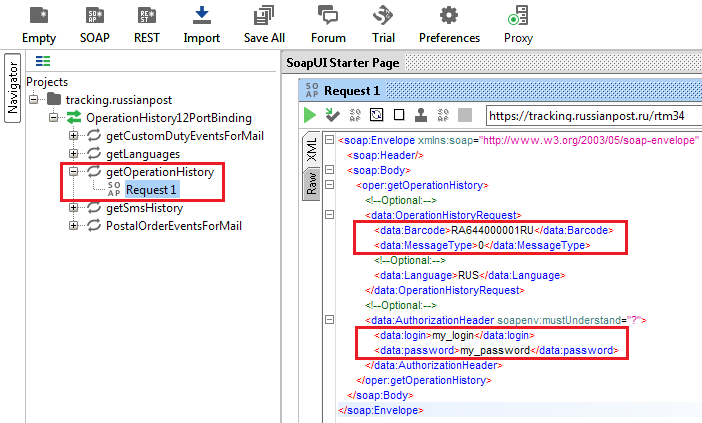 Empty
SOAP
REST
Import
Save All
Forum
Trial
Preferences
Proxy
Navigator
Projects
tracking.russianpost
OperationHistory12PortBinding
getCustomDutyEventsForMail
getLanguages
getOperationHistory
SO AP Request 1
getSmsHistory
PostalOrderEventsForMail
SoapUI Starter Page
SO AP Request 1
https://tracking.russianpost.ru/rtm34
XML
Raw
<soap:Envelope xmlns:soap="http://www.w3.org/2003/05/soap-envelope"
<soap:Header/>
<soap:Body>
<oper:getOperationHistory>
<!--Optional:-->
<data:OperationHistoryRequest>
<data:Barcode>RA644000001RU</data:Barcode>
<data:MessageType>0</data:MessageType>
<!--Optional:-->
<data:Language>RUS</data:Language>
</data:OperationHistoryRequest>
<!--Optional:-->
<data:AuthorizationHeader soapenv:mustUnderstand="?">
<data:login>my_login</data:login>
<data:password>my_password</data:password>
</data:AuthorizationHeader>
</oper:getOperationHistory>
</soap:Body>
</soap:Envelope>